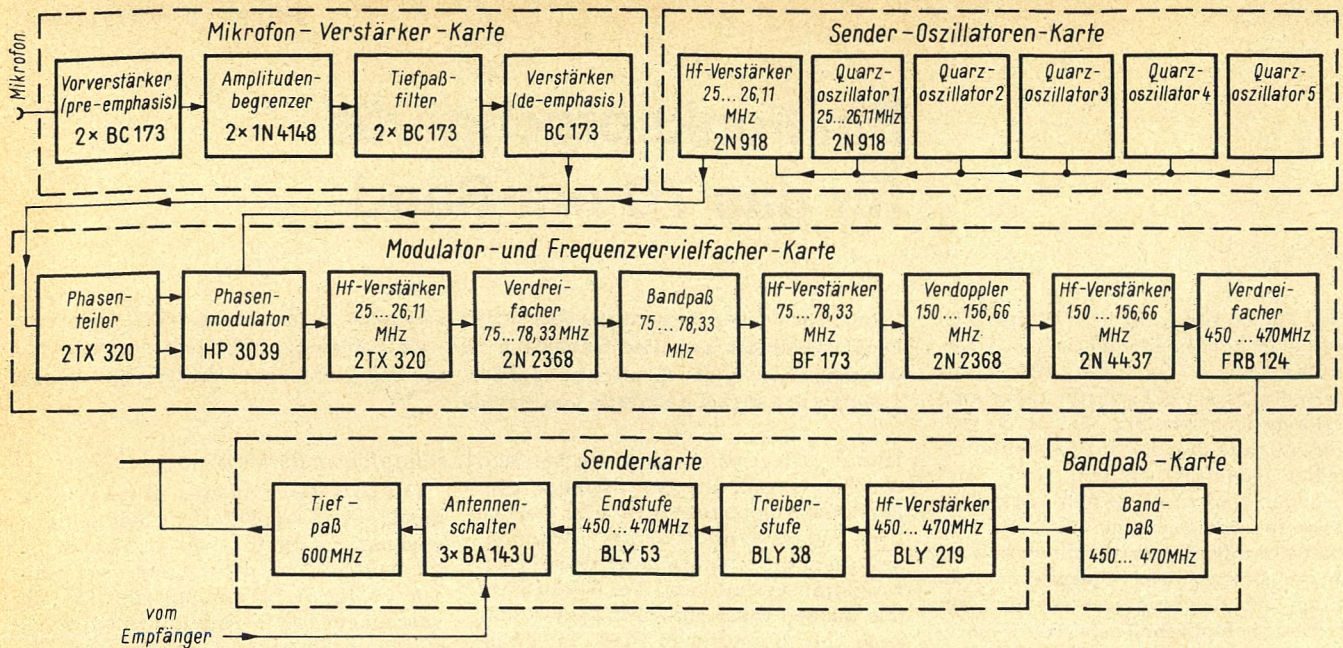 Mikrofon
Mikrofon-Verstärker-Karte
Vorverstärker
(pre-emphasis)
2× BC 173
Amplituden-
begrenzer
2× 1N 4148
Tiefpaß-
filter
2× BC 173
Verstärker
(de-emphasis)
BC 173
Sender-Oszillatoren-Karte
Hf-Verstärker
25... 26,11
MHz
2N 918
Quarz-
oszillator 1
25...26,11MHz
2N 918
Quarz-
oszillator 2
Quarz-
oszillator 3
Quarz-
oszillator 4
Quarz-
oszillator 5
Modulator-und Frequenzvervielfacher-Karte
Phasen-
teiler
2TX 320
Phasen-
modulator
HP 3039
Hf-Verstärker
25...26,11
MHz
2TX 320
Verdrei-
facher
75...78,33 MHz
2N 2368
Bandpaß
75... 78,33
MHz
Hf-Verstärker
75...78,33
MHz
BF 173
Verdoppler
150 ... 156,66
MHz
2N 2368
Hf-Verstärker
150 ... 156,66
MHz
2N 4437
Verdrei-
facher
450 ... 470MHz
FRB 124
Senderkarte
Tief-
paß
600 MHz
Antennen-
schalter
3× BA 143 U
Endstufe
450... 470MHz
BLY 53
Treiber-
stufe
BLY 38
Hf-Verstärker
450... 470MHz
BLY 219
Bandpaß-Karte
Band-
paß
450... 470MHz
vom
Empfänger